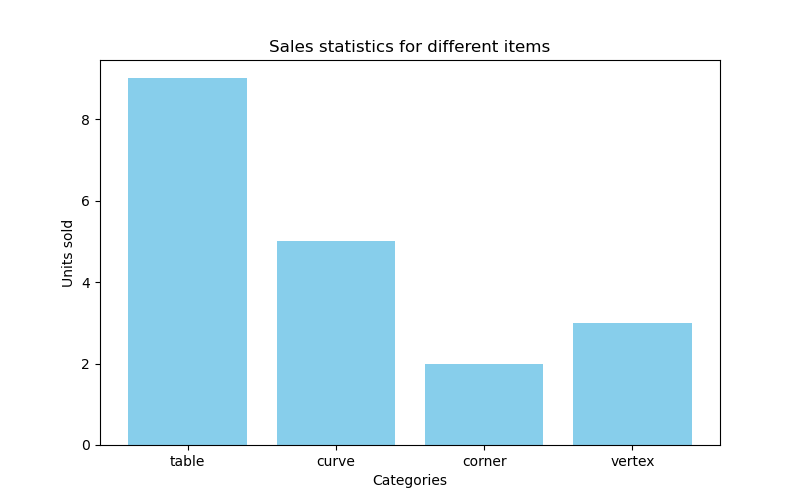 Sales statistics for different items
Units sold
8
6
4
2
0
table curve corner vertex
Categories